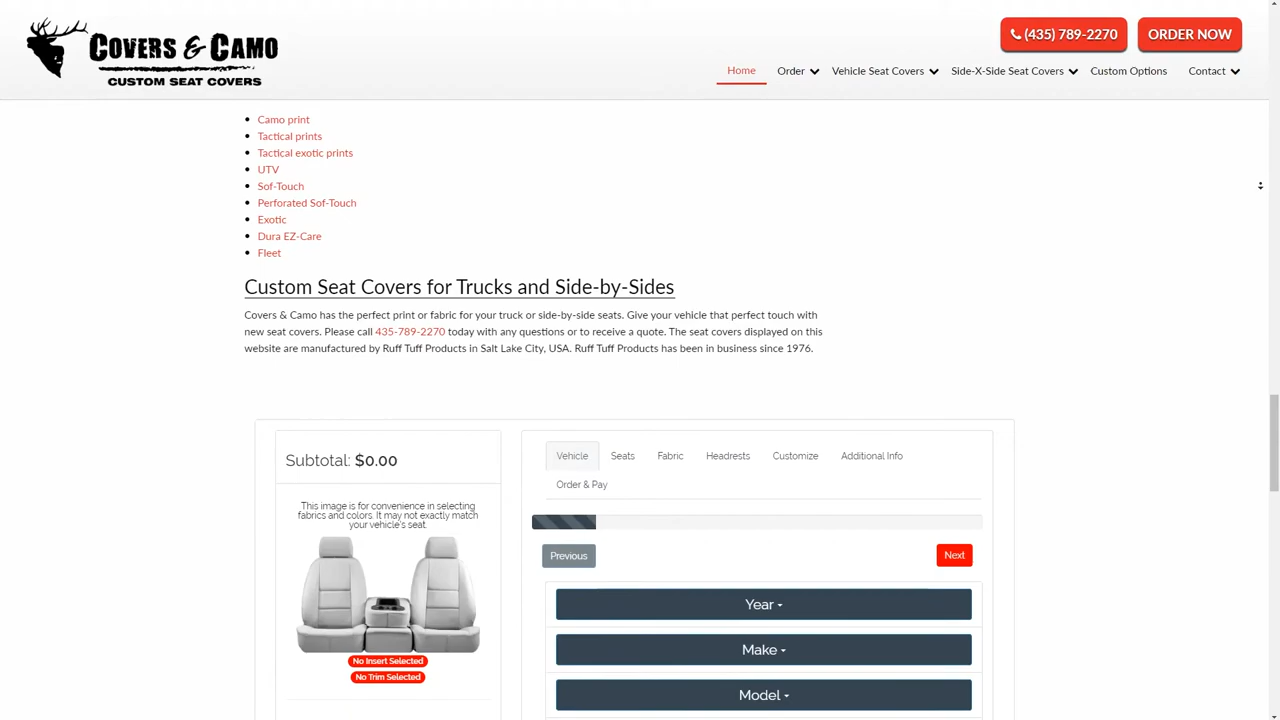 COVERS & CAMO
CUSTOM SEAT COVERS
(435) 789-2270
ORDER NOW
Home
Order
Vehicle Seat Covers
Side-X-Side Seat Covers
Custom Options
Contact
Camo print
Tactical prints
Tactical exotic prints
UTV
Sof-Touch
Perforated Sof-Touch
Exotic
Dura EZ-Care
Fleet
Custom Seat Covers for Trucks and Side-by-Sides
Covers & Camo has the perfect print or fabric for your truck or side-by-side seats. Give your vehicle that perfect touch with
new seat covers. Please call 435-789-2270 today with any questions or to receive a quote. The seat covers displayed on this
website are manufactured by Ruff Tuff Products in Salt Lake City, USA. Ruff Tuff Products has been in business since 1976.
Subtotal: $0.00
This image is for convenience in selecting
fabrics and colors. It may not exactly match
your vehicle's seat.
No Insert Selected
No Trim Selected
Vehicle
Seats
Fabric
Headrests
Customize
Additional Info
Order & Pay
Previous
Next
Year
Make
Model